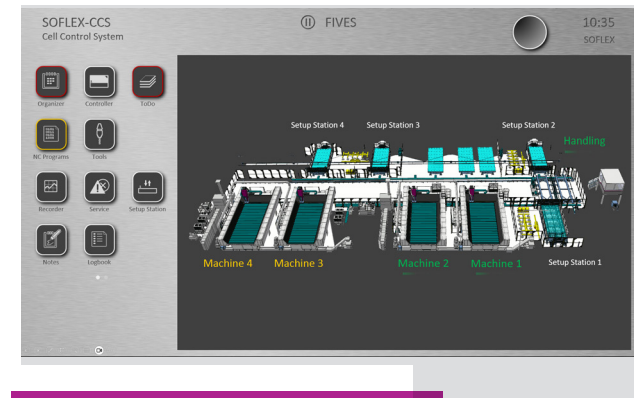 SOFLEX-CCS
Cell Control System
FIVES
10:35
SOFLEX
Organizer
Controller
ToDo
NC Programs
Tools
Recorder
Service
Setup Station
Notes
Logbook
Setup Station 4
Setup Station 3
Setup Station 2
Handling
Machine 4
Machine 3
Machine 2
Machine 1
Setup Station 1